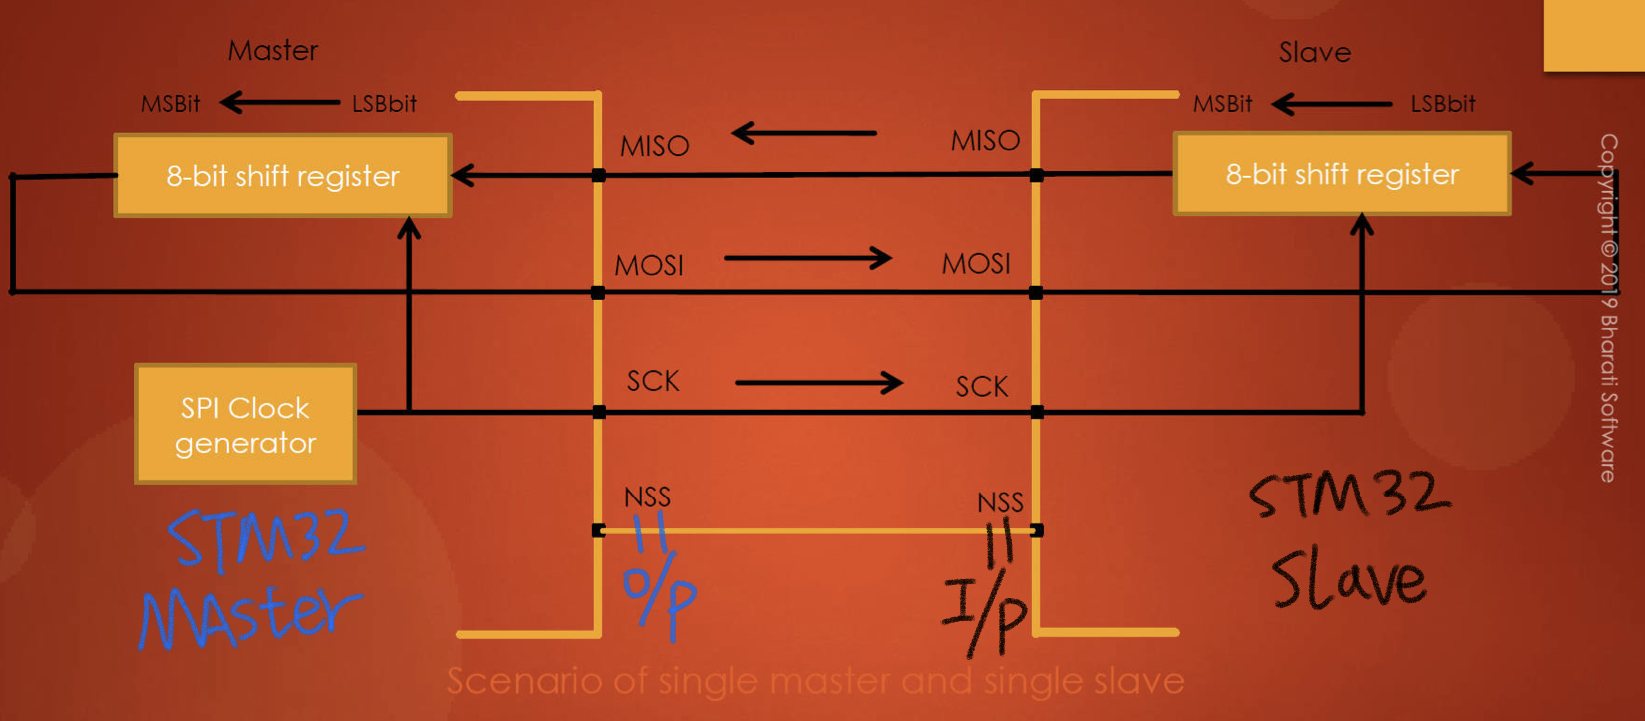 Master
Slave
MSBit
LSBbit
MSBit
LSBbit
MISO
MISO
8-bit shift register
8-bit shift register
MOSI
MOSI
SCK
SCK
SPI Clock
generator
NSS
NSS
STM32
MAster
O/P
I/P
STM32
Slave
Scenario of single master and single slave
Copyright © 2019 Bharati Software